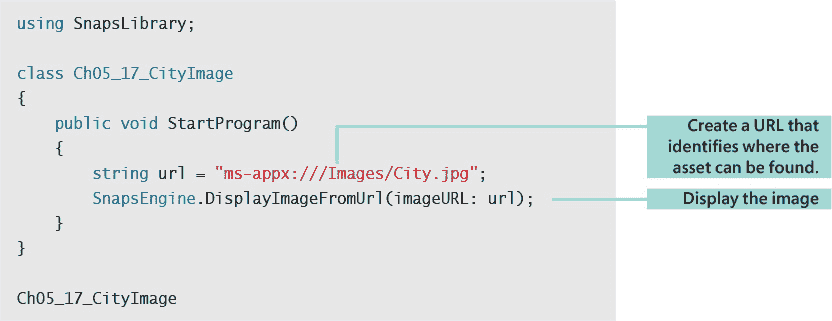 using SnapsLibrary;
class Ch05_17_CityImage
{
public void StartProgram()
{
string url = "ms-appx:///Images/City.jpg";
SnapsEngine.DisplayImageFromUrl(imageURL: url);
}
}
Ch05_17_CityImage
Create a URL that
identifies where the
asset can be found.
Display the image